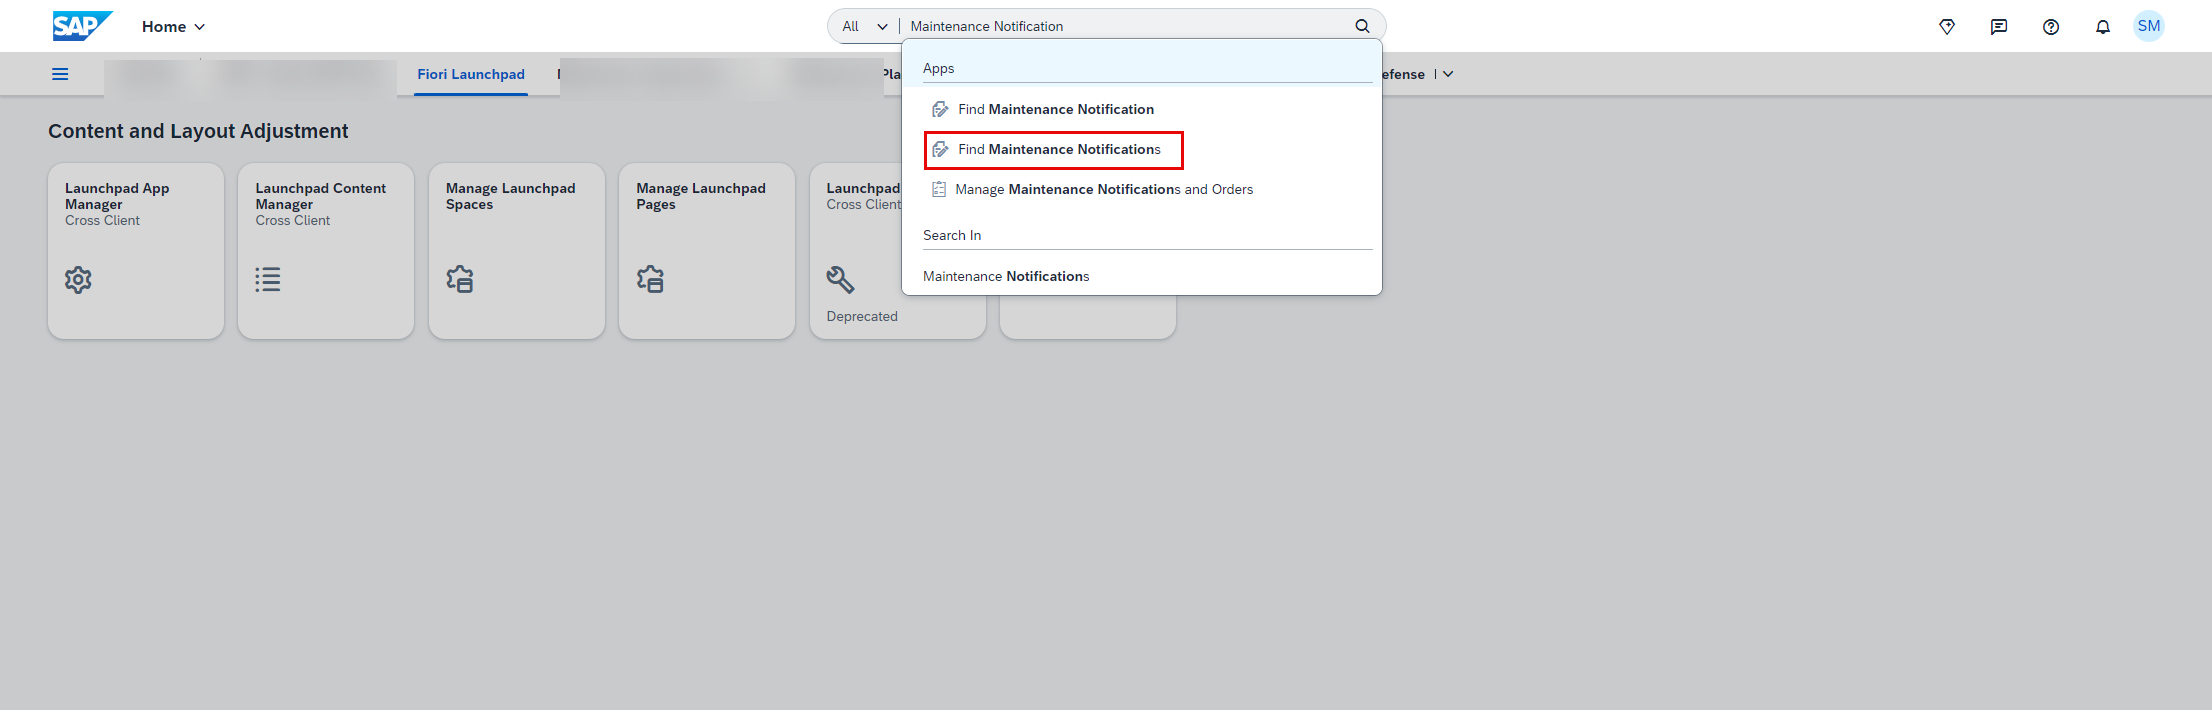 SAP
Home
All
Maintenance Notification
SM
Fiori Launchpad
Pla
efense
Apps
Find Maintenance Notification
Find Maintenance Notifications
Manage Maintenance Notifications and Orders
Search In
Maintenance Notifications
Content and Layout Adjustment
Launchpad App
Manager
Cross Client
Launchpad Content
Manager
Cross Client
Manage Launchpad
Spaces
Manage Launchpad
Pages
Launchpad
Cross Client
Deprecated